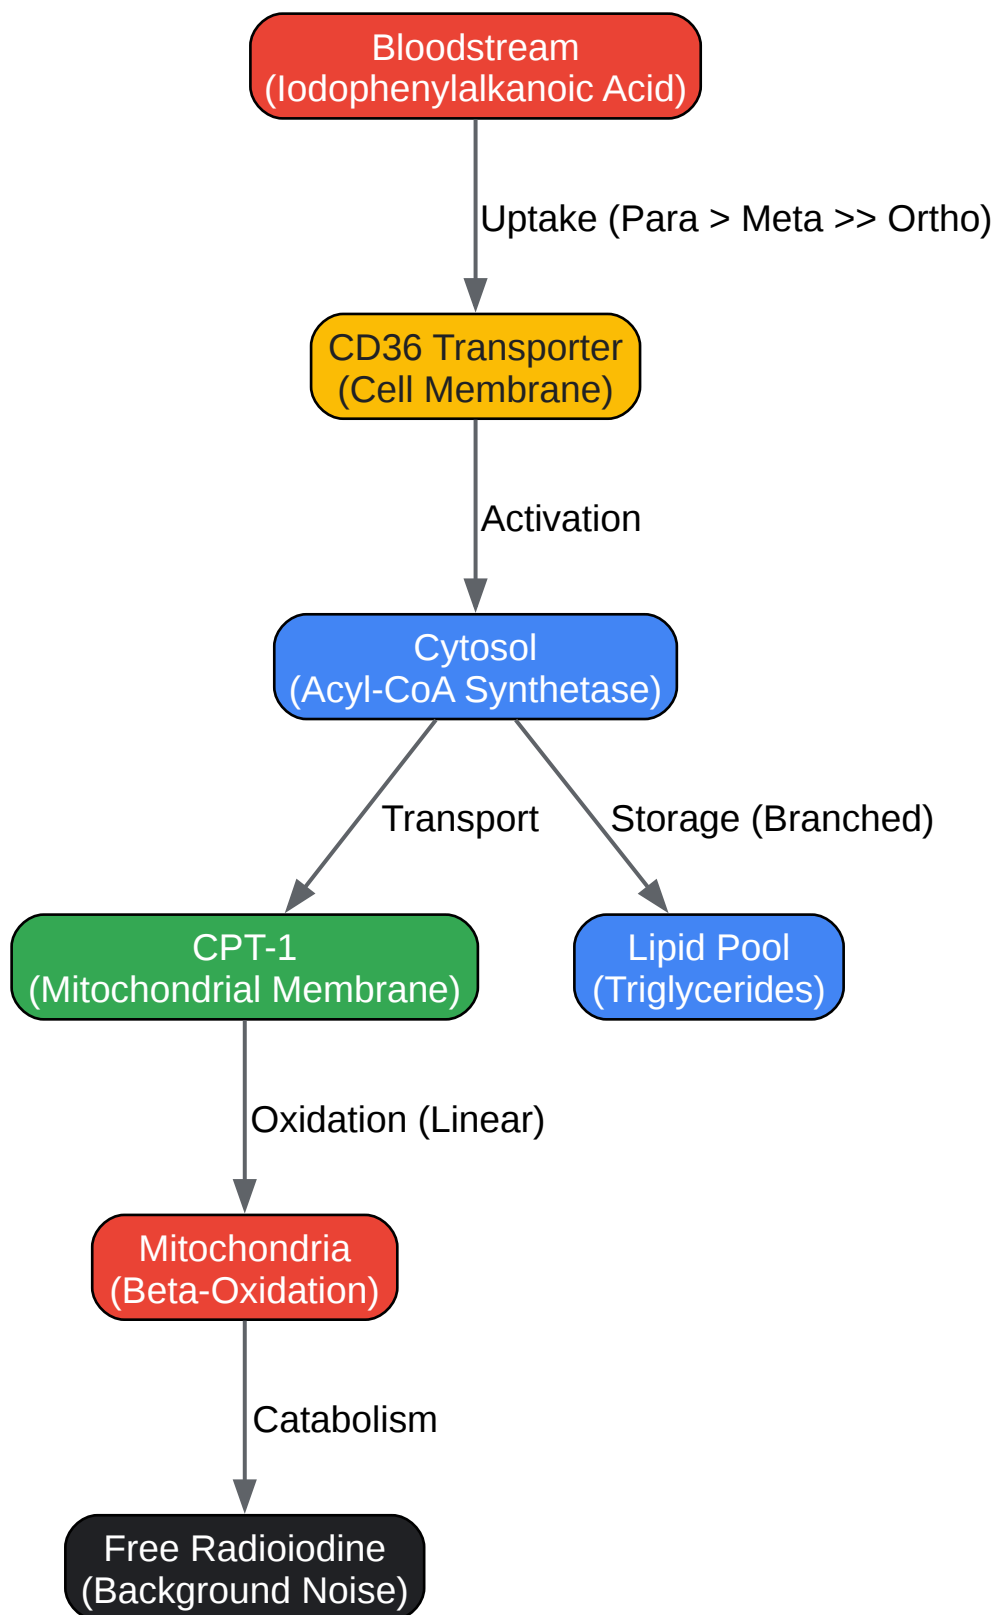 Bloodstream
(Iodophenylalkanoic Acid)
Uptake (Para > Meta >> Ortho)
CD36 Transporter
(Cell Membrane)
Activation
Cytosol
(Acyl-CoA Synthetase)
Transport
Storage (Branched)
CPT-1
(Mitochondrial Membrane)
Lipid Pool
(Triglycerides)
Oxidation (Linear)
Mitochondria
(Beta-Oxidation)
Catabolism
Free Radioiodine
(Background Noise)